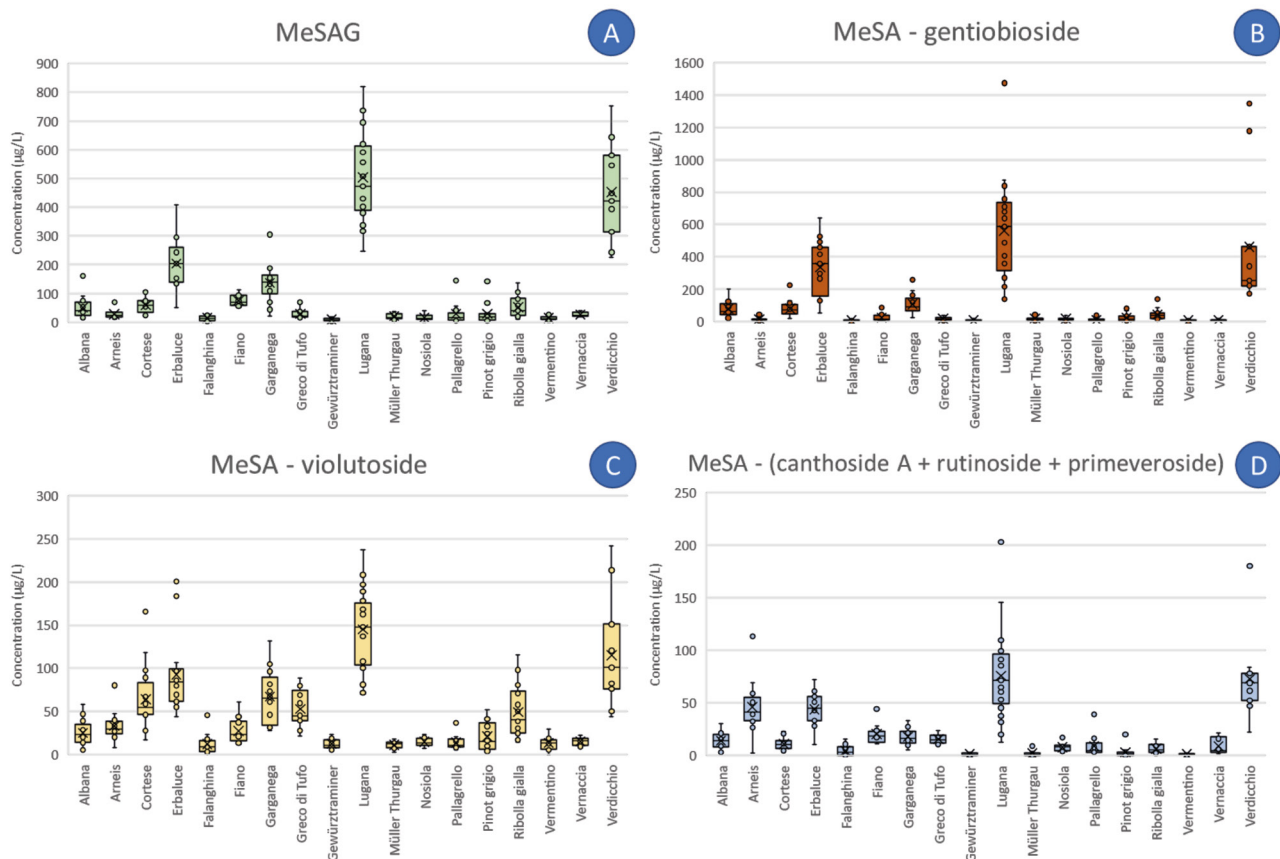 MeSAG
A
Concentration (µg/L)
900
800
700
600
500
400
300
200
100
0
Albana
Arneis
Cortese
Erbaluce
Falanghina
Fiano
Garganega
Greco di Tufo
Gewürztraminer
Lugana
Müller Thurgau
Nosiola
Pallagrello
Pinot grigio
Ribolla gialla
Vermentino
Vernaccia
Verdicchio
MeSA - gentiobioside
B
Concentration (µg/L)
1600
1400
1200
1000
800
600
400
200
0
Albana
Arneis
Cortese
Erbaluce
Falanghina
Fiano
Garganega
Greco di Tufo
Gewürztraminer
Lugana
Müller Thurgau
Nosiola
Pallagrello
Pinot grigio
Ribolla gialla
Vermentino
Vernaccia
Verdicchio
MeSA - violutoside
C
Concentration (µg/L)
300
250
200
150
100
50
0
Albana
Arneis
Cortese
Erbaluce
Falanghina
Fiano
Garganega
Greco di Tufo
Gewürztraminer
Lugana
Müller Thurgau
Nosiola
Pallagrello
Pinot grigio
Ribolla gialla
Vermentino
Vernaccia
Verdicchio
MeSA - (canthoside A + rutinoside + primeveroside)
D
Concentration (µg/L)
250
200
150
100
50
0
Albana
Arneis
Cortese
Erbaluce
Falanghina
Fiano
Garganega
Greco di Tufo
Gewürztraminer
Lugana
Müller Thurgau
Nosiola
Pallagrello
Pinot grigio
Ribolla gialla
Vermentino
Vernaccia
Verdicchio